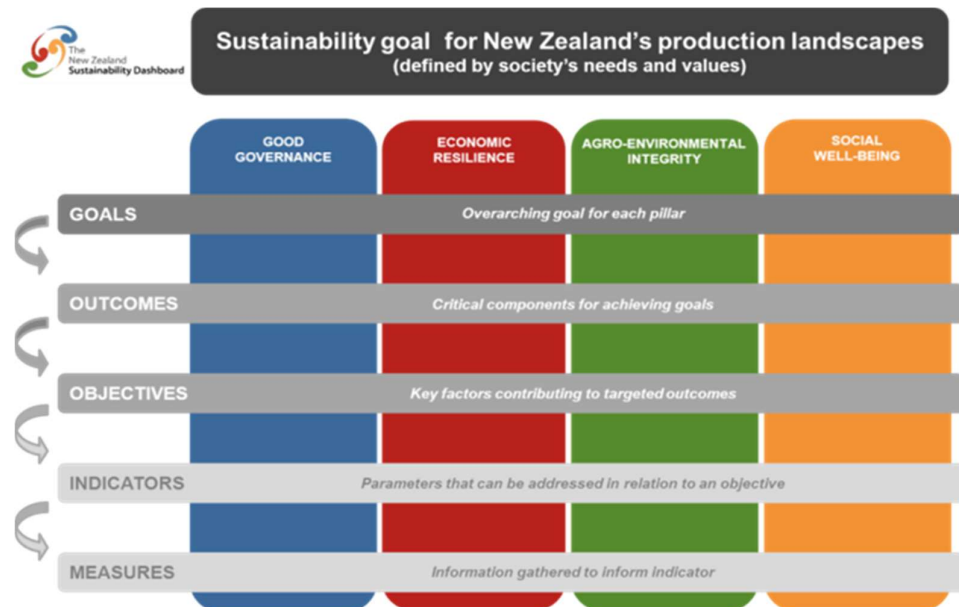 The
New Zealand
Sustainability Dashboard
Sustainability goal for New Zealand's production landscapes
(defined by society's needs and values)
GOOD
GOVERNANCE
ECONOMIC
RESILIENCE
AGRO-ENVIRONMENTAL
INTEGRITY
SOCIAL
WELL-BEING
GOALS
Overarching goal for each pillar
OUTCOMES
Critical components for achieving goals
OBJECTIVES
Key factors contributing to targeted outcomes
INDICATORS
Parameters that can be addressed in relation to an objective
MEASURES
Information gathered to inform indicator